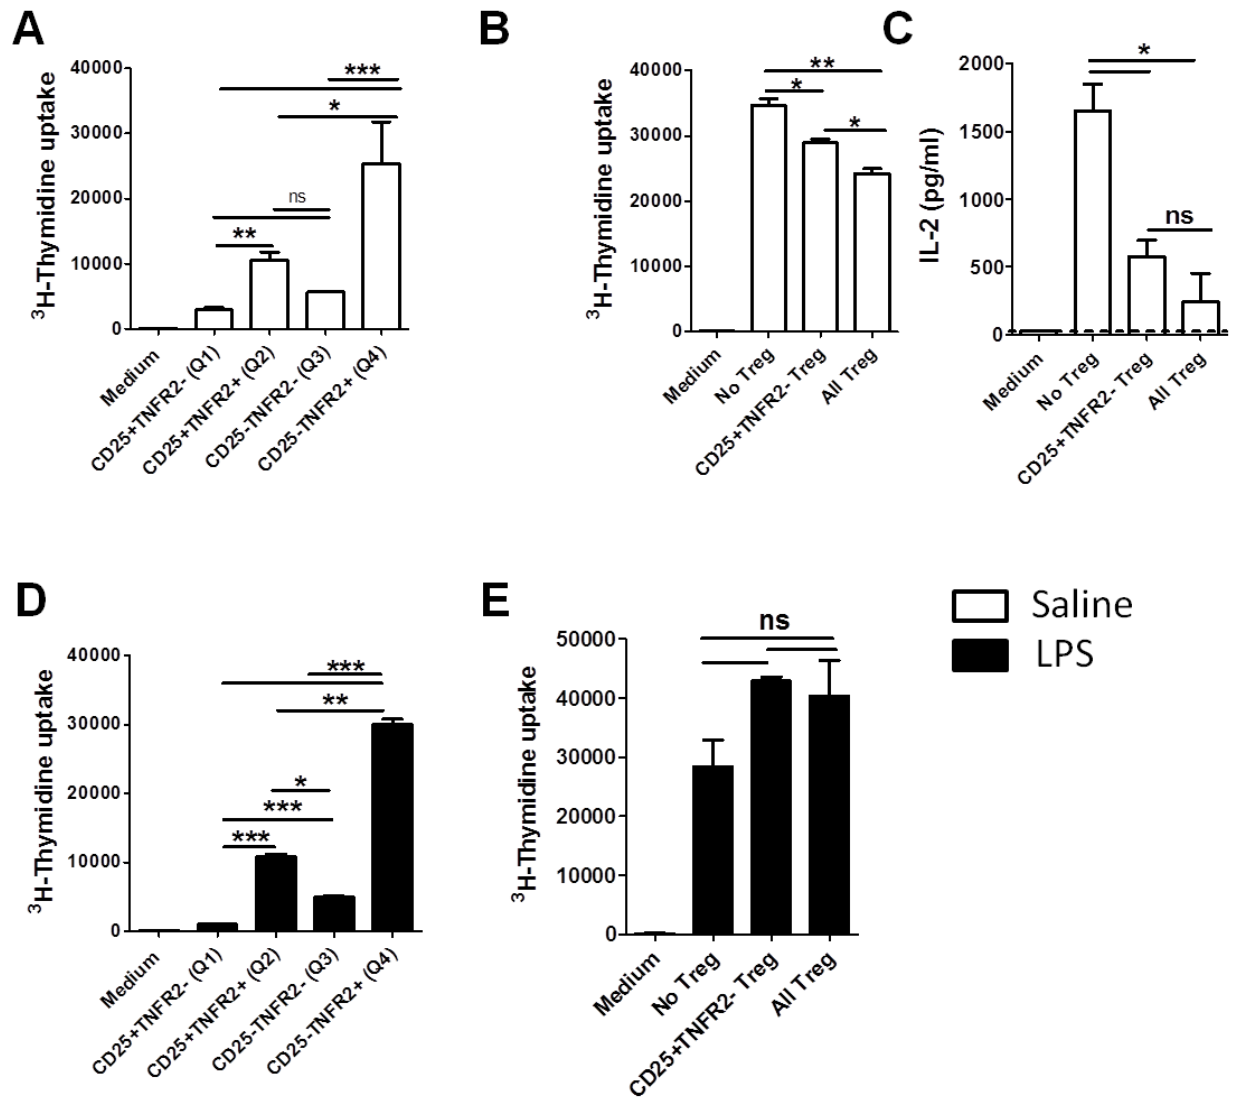 A
³H-Thymidine uptake
40000
30000
20000
10000
0
***
*
ns
**
Medium
CD25+TNFR2- (Q1)
CD25+TNFR2+ (Q2)
CD25-TNFR2- (Q3)
CD25-TNFR2+ (Q4)
B
³H-Thymidine uptake
40000
30000
20000
10000
0
**
*
*
Medium
No Treg
CD25+TNFR2- Treg
All Treg
C
IL-2 (pg/ml)
2000
1500
1000
500
0
*
ns
Medium
No Treg
CD25+TNFR2- Treg
All Treg
D
³H-Thymidine uptake
40000
30000
20000
10000
0
***
**
*
***
***
Medium
CD25+TNFR2- (Q1)
CD25+TNFR2+ (Q2)
CD25-TNFR2- (Q3)
CD25-TNFR2+ (Q4)
E
³H-Thymidine uptake
50000
40000
30000
20000
10000
0
ns
Medium
No Treg
CD25+TNFR2- Treg
All Treg
Saline
LPS